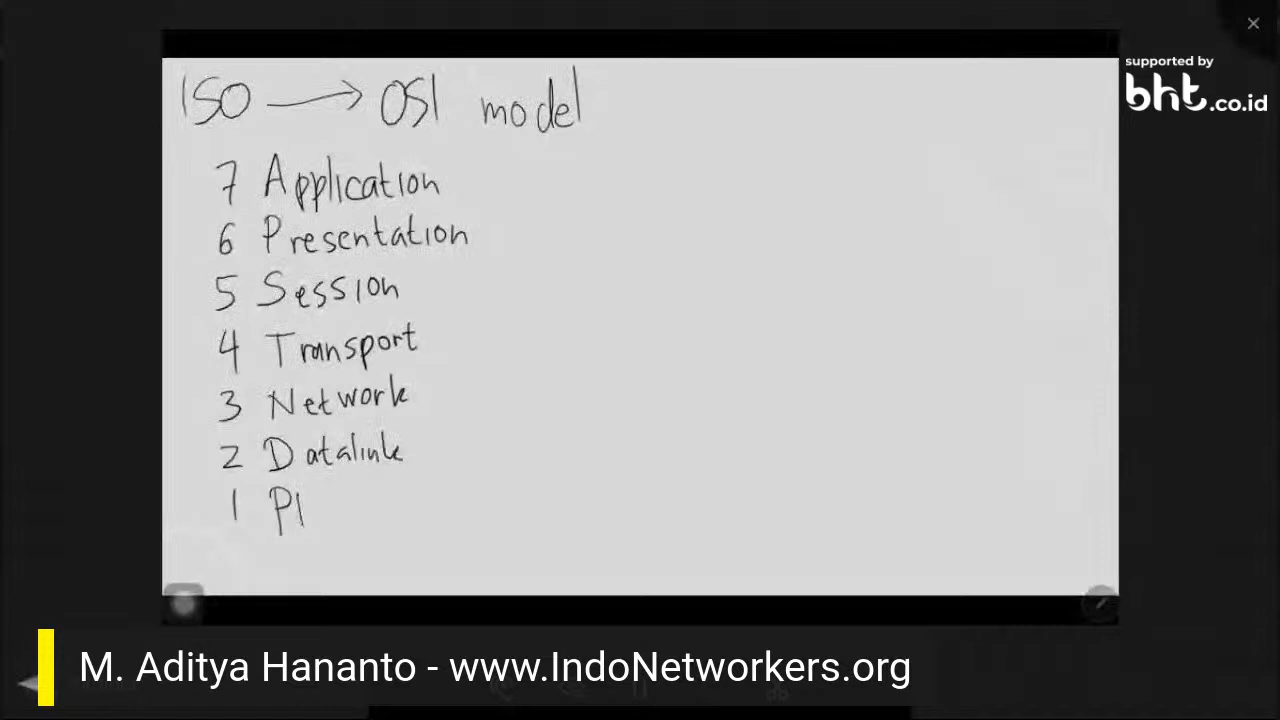 ISO → OSI model
7 Application
6 Presentation
5 Session
4 Transport
3 Network
2 Datalink
1 Pl
supported by
bht.co.id
M. Aditya Hananto - www.IndoNetworkers.org